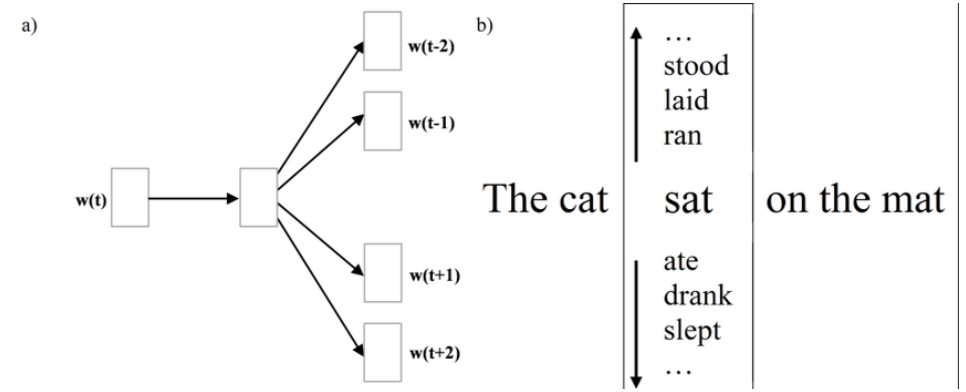 a)
w(t)
w(t-2)
w(t-1)
w(t+1)
w(t+2)
b)
...
stood
laid
ran
The cat sat on the mat
ate
drank
slept
...